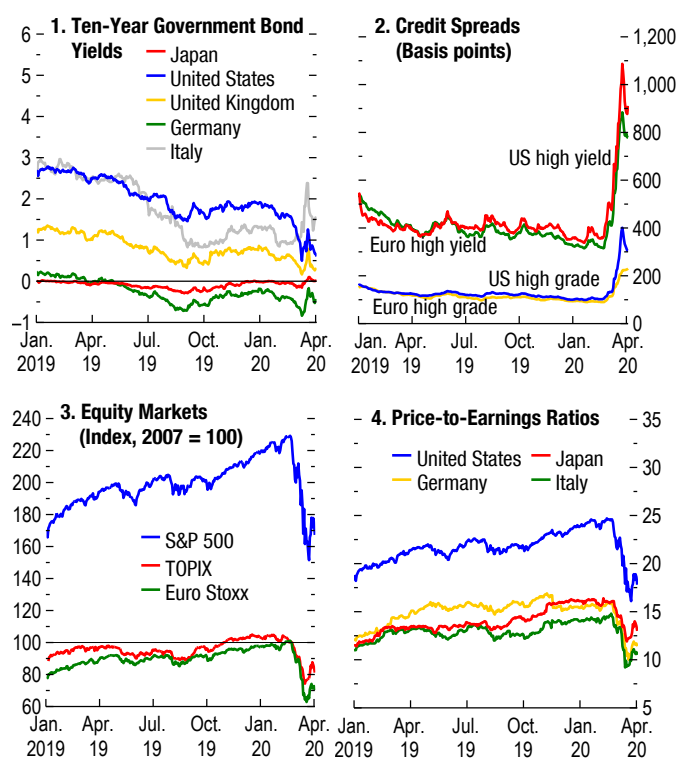 1. Ten-Year Government Bond
Yields
Japan
United States
United Kingdom
Germany
Italy
6
5
4
3
2
1
0
−1
Jan. Apr. Jul. Oct. Jan. Apr.
2019 19 19 19 20 20
2. Credit Spreads
(Basis points)
US high yield
Euro high yield
US high grade
Euro high grade
1,200
1,000
800
600
400
200
0
Jan. Apr. Jul. Oct. Jan. Apr.
2019 19 19 19 20 20
3. Equity Markets
(Index, 2007 = 100)
S&P 500
TOPIX
Euro Stoxx
240
220
200
180
160
140
120
100
80
60
Jan. Apr. Jul. Oct. Jan. Apr.
2019 19 19 19 20 20
4. Price-to-Earnings Ratios
United States Japan
Germany Italy
35
30
25
20
15
10
5
Jan. Apr. Jul. Oct. Jan. Apr.
2019 19 19 19 20 20